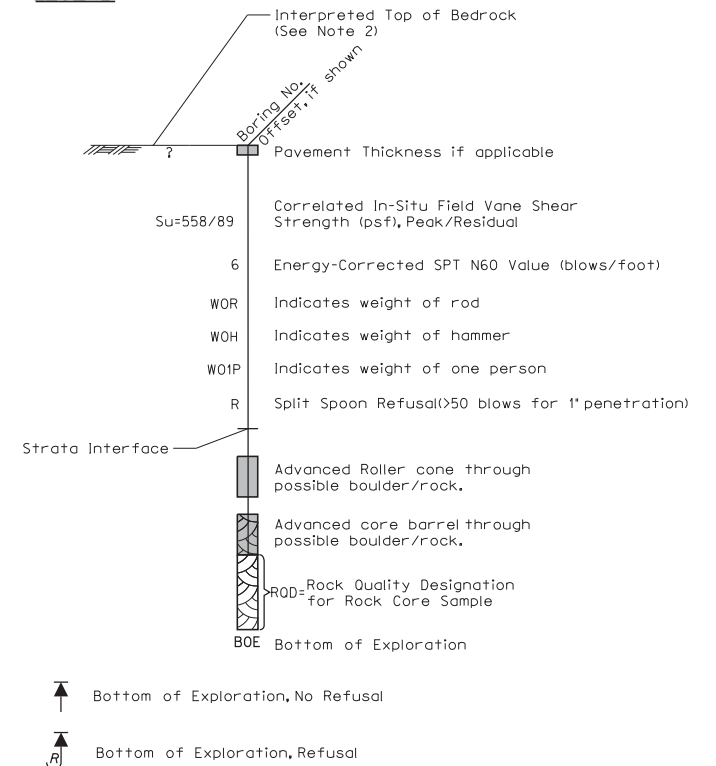 Interpreted Top of Bedrock
(See Note 2)
Boring No.
Offset, if shown
?
Pavement Thickness if applicable
Su=558/89
Correlated In-Situ Field Vane Shear
Strength (psf), Peak/Residual
6
Energy-Corrected SPT N60 Value (blows/foot)
WOR
Indicates weight of rod
WOH
Indicates weight of hammer
WO1P
Indicates weight of one person
R
Split Spoon Refusal(>50 blows for 1" penetration)
Strata Interface
Advanced Roller cone through
possible boulder/rock.
Advanced core barrel through
possible boulder/rock.
RQD=Rock Quality Designation
for Rock Core Sample
BOE
Bottom of Exploration
Bottom of Exploration, No Refusal
R
Bottom of Exploration, Refusal